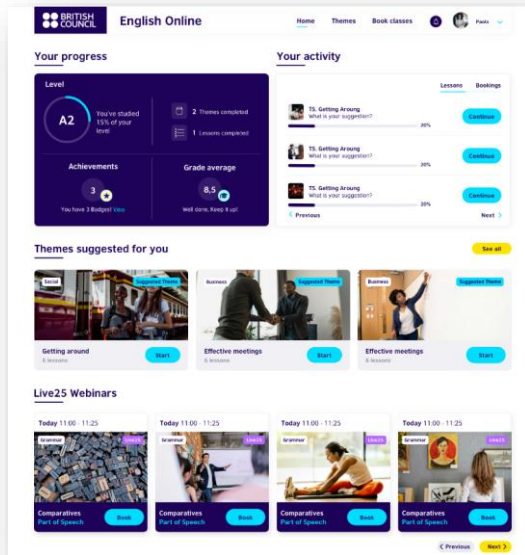 BRITISH
COUNCIL
English Online
Home Themes Book classes Paolo
Your progress
Level
A2
You've studied
15% of your
level
2 Themes completed
1 Lessons completed
Achievements
3
You have 3 Badges! View
Grade average
8.5
Well done, Keep it up!
Your activity
Lessons Bookings
T5. Getting Aroung
What is your suggestion?
20%
Continue
T5. Getting Aroung
What is your suggestion?
20%
Continue
T5. Getting Aroung
What is your suggestion?
20%
Continue
Previous Next
Themes suggested for you
See all
Social Suggested Theme
Getting around
6 lessons
Start
Business Suggested Theme
Effective meetings
6 lessons
Start
Business Suggested Theme
Effective meetings
6 lessons
Start
Live25 Webinars
Today 11:00 - 11:25
Grammar Live25
Comparatives
Part of Speech
Book
Today 11:00 - 11:25
Grammar Live25
Comparatives
Part of Speech
Book
Today 11:00 - 11:25
Grammar Live25
Comparatives
Part of Speech
Book
Today 11:00 - 11:25
Grammar Live25
Comparatives
Part of Speech
Book
Previous Next